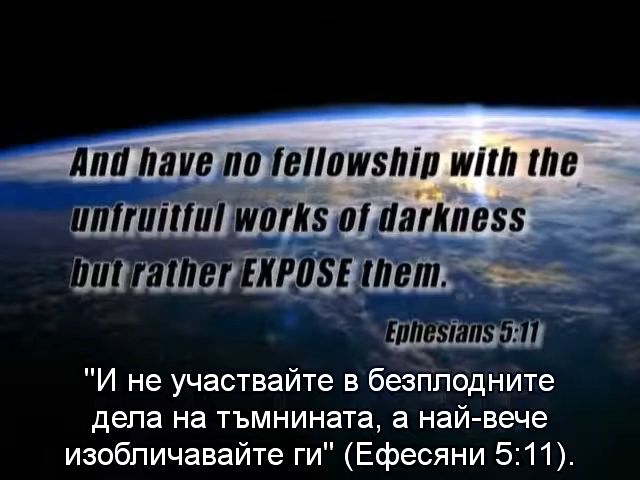 And have no fellowship with the
unfruitful works of darkness
but rather EXPOSE them.
Ephesians 5:11
"И не участвайте в безплодните
дела на тъмнината, а най-вече
изобличавайте ги" (Ефесяни 5:11).